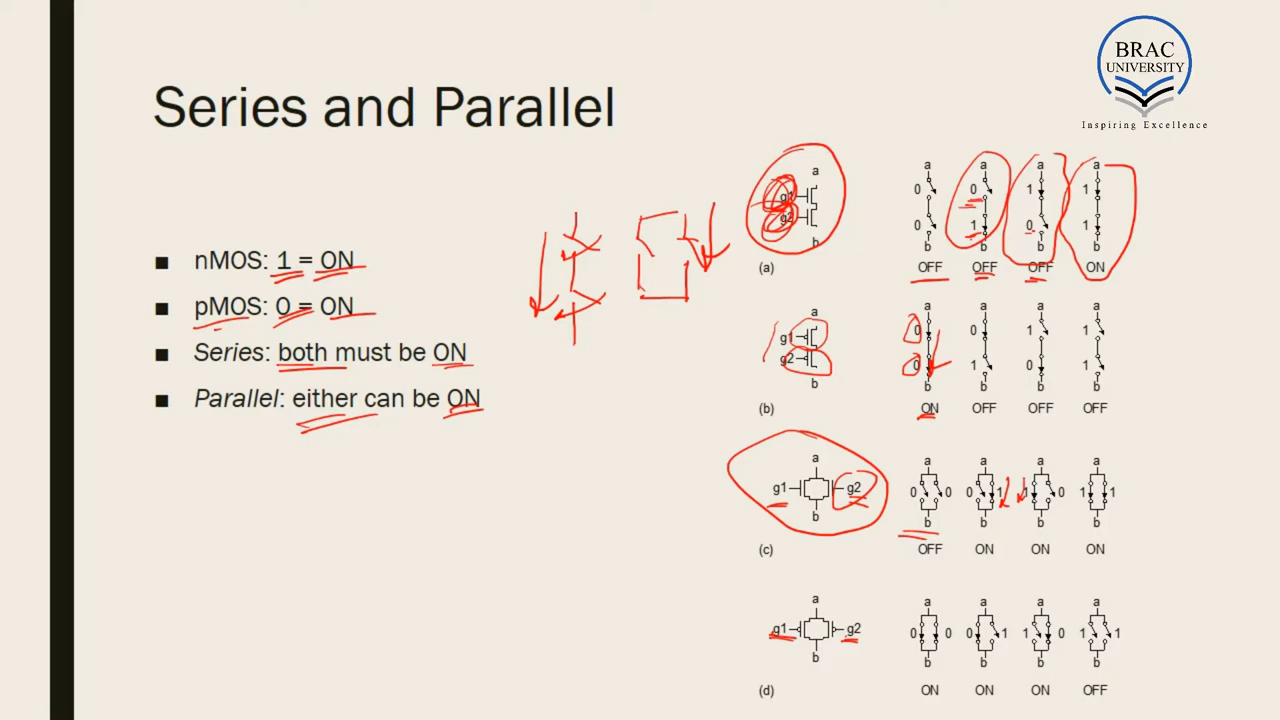 BRAC
UNIVERSITY
Inspiring Excellence
Series and Parallel
■ nMOS: 1 = ON
■ pMOS: 0 = ON
■ Series: both must be ON
■ Parallel: either can be ON
a a a a a
g1 0 0 1 1
g2 0 1 0 1
b b b b b
(a) OFF OFF OFF ON
a a a a a
g1 0 0 1 1
g2 0 1 0 1
b b b b b
(b) ON OFF OFF OFF
a a a a a
g1 g2 0 0 0 1 1 0 1 1
b b b b b
(c) OFF ON ON ON
a a a a a
g1 g2 0 0 0 1 1 0 1 1
b b b b b
(d) ON ON ON OFF